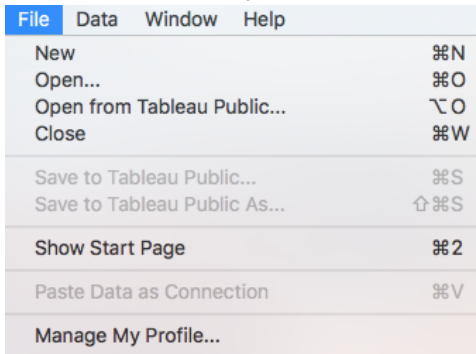 File Data Window Help
New ⌘N
Open... ⌘O
Open from Tableau Public... ⌥O
Close ⌘W
Save to Tableau Public... ⌘S
Save to Tableau Public As... ⇧⌘S
Show Start Page ⌘2
Paste Data as Connection ⌘V
Manage My Profile...